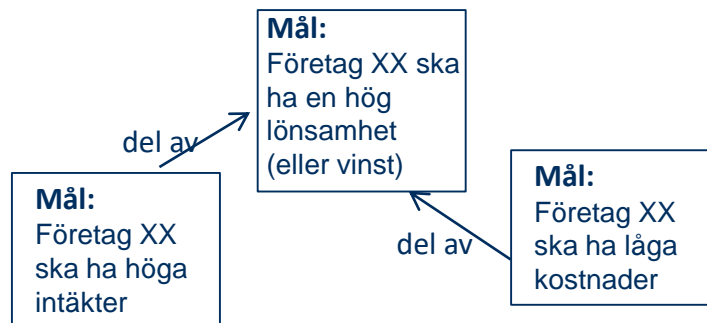 Mål:
Företag XX ska
ha en hög
lönsamhet
(eller vinst)
del av
Mål:
Företag XX
ska ha höga
intäkter
del av
Mål:
Företag XX
ska ha låga
kostnader